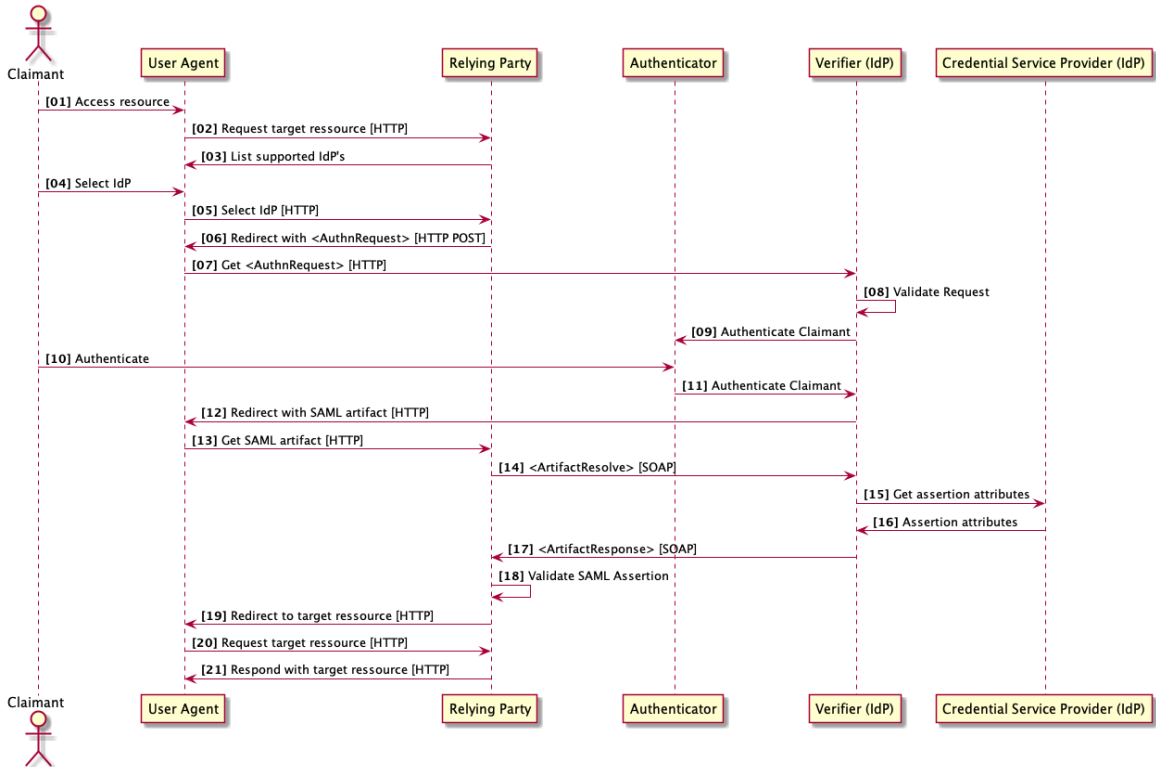 Claimant
User Agent
Relying Party
Authenticator
Verifier (IdP)
Credential Service Provider (IdP)
[01] Access resource
[02] Request target ressource [HTTP]
[03] List supported IdP's
[04] Select IdP
[05] Select IdP [HTTP]
[06] Redirect with <AuthnRequest> [HTTP POST]
[07] Get <AuthnRequest> [HTTP]
[08] Validate Request
[09] Authenticate Claimant
[10] Authenticate
[11] Authenticate Claimant
[12] Redirect with SAML artifact [HTTP]
[13] Get SAML artifact [HTTP]
[14] <ArtifactResolve> [SOAP]
[15] Get assertion attributes
[16] Assertion attributes
[17] <ArtifactResponse> [SOAP]
[18] Validate SAML Assertion
[19] Redirect to target ressource [HTTP]
[20] Request target ressource [HTTP]
[21] Respond with target ressource [HTTP]
Claimant
User Agent
Relying Party
Authenticator
Verifier (IdP)
Credential Service Provider (IdP)